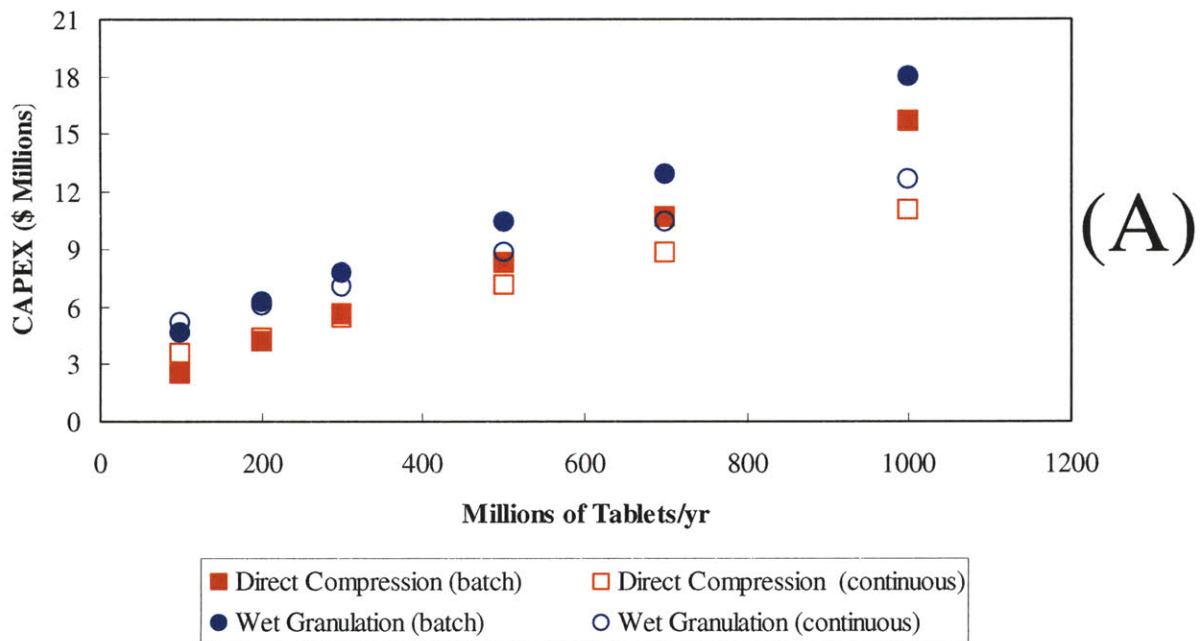 21
18
15
12
9
6
3
0
CAPEX ($ Millions)
(A)
0 200 400 600 800 1000 1200
Millions of Tablets/yr
Direct Compression (batch) Direct Compression (continuous)
Wet Granulation (batch) Wet Granulation (continuous)